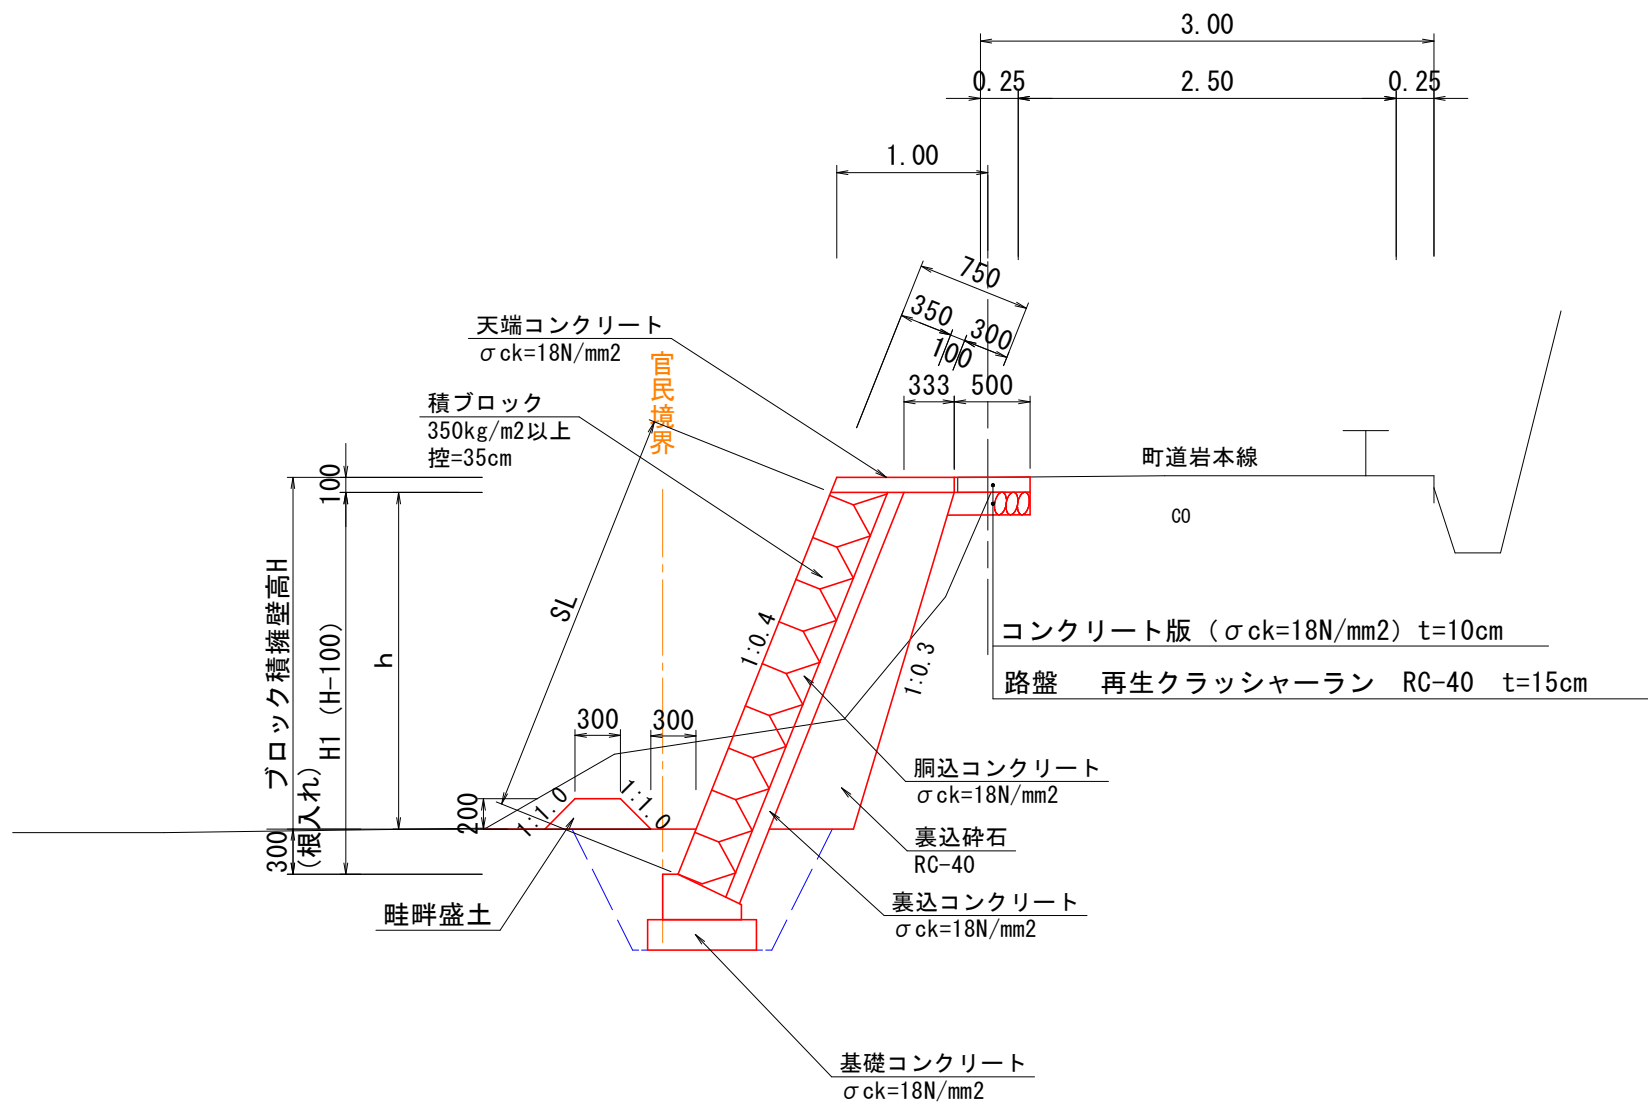 3.00
0.25
2.50
0.25
1.00
750
350
100
300
333
500
天端コンクリート
σck=18N/mm2
官民境界
積ブロック
350kg/m2以上
控=35cm
町道岩本線
CO
100
ブロック積擁壁高H
H1 (H-100)
h
SL
1:0.4
1:0.3
コンクリート版（σck=18N/mm2）t=10cm
路盤 再生クラッシャーラン RC-40 t=15cm
300
300
200
1:1.0
1:1.0
300
(根入れ)
胴込コンクリート
σck=18N/mm2
裏込砕石
RC-40
裏込コンクリート
σck=18N/mm2
畦畔盛土
基礎コンクリート
σck=18N/mm2